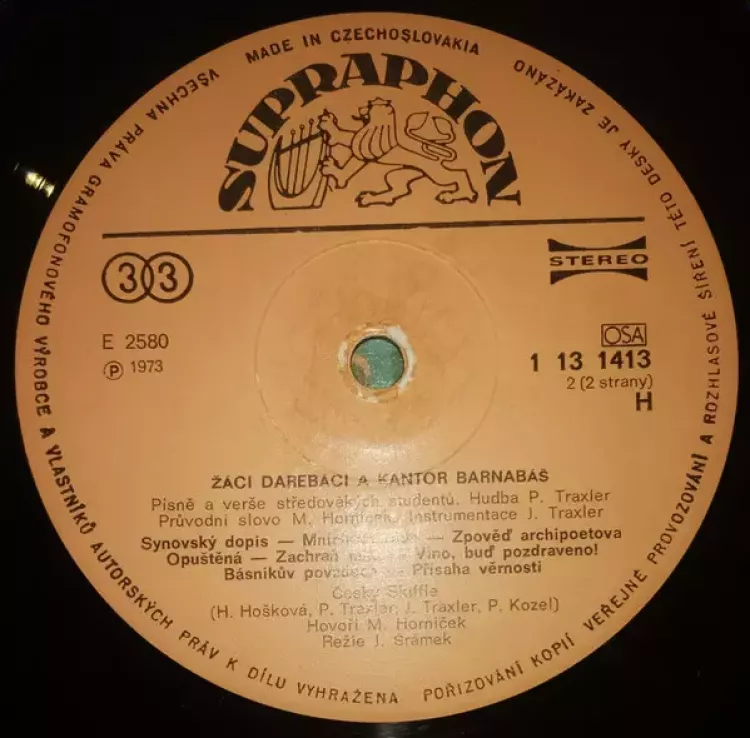 MADE IN CZECHOSLOVAKIA
VŠECHNA PRÁVA GRAMOFONOVÉHO VÝROBCE A VLASTNÍKŮ AUTORSKÝCH PRÁV K DÍLU VYHRAŽENA
POŘIZOVÁNÍ KOPIÍ VEŘEJNÉ PROVOZOVÁNÍ A ROZHLASOVÉ ŠÍŘENÍ TÉTO DESKY JE ZAKÁZÁNO
SUPRAPHON
33
STEREO
E 2580
Ⓟ 1973
OSA
1 13 1413
2 (2 strany)
H
ŽÁCI DAREBÁCI A KANTOR BARNABÁŠ
Písně a verše středověkých studentů. Hudba P. Traxler
Průvodní slovo M. Horníček, Instrumentace J. Traxler
Synovský dopis — — Zpověď archipoetova
Opuštěná — Zachraň Víno, buď pozdraveno!
Básníkův — Přísaha věrnosti
Český Skiffle
(H. Hošková, P. Traxler, J. Traxler, P. Kozel)
Hovoří M. Horníček
Režie J. Šrámek